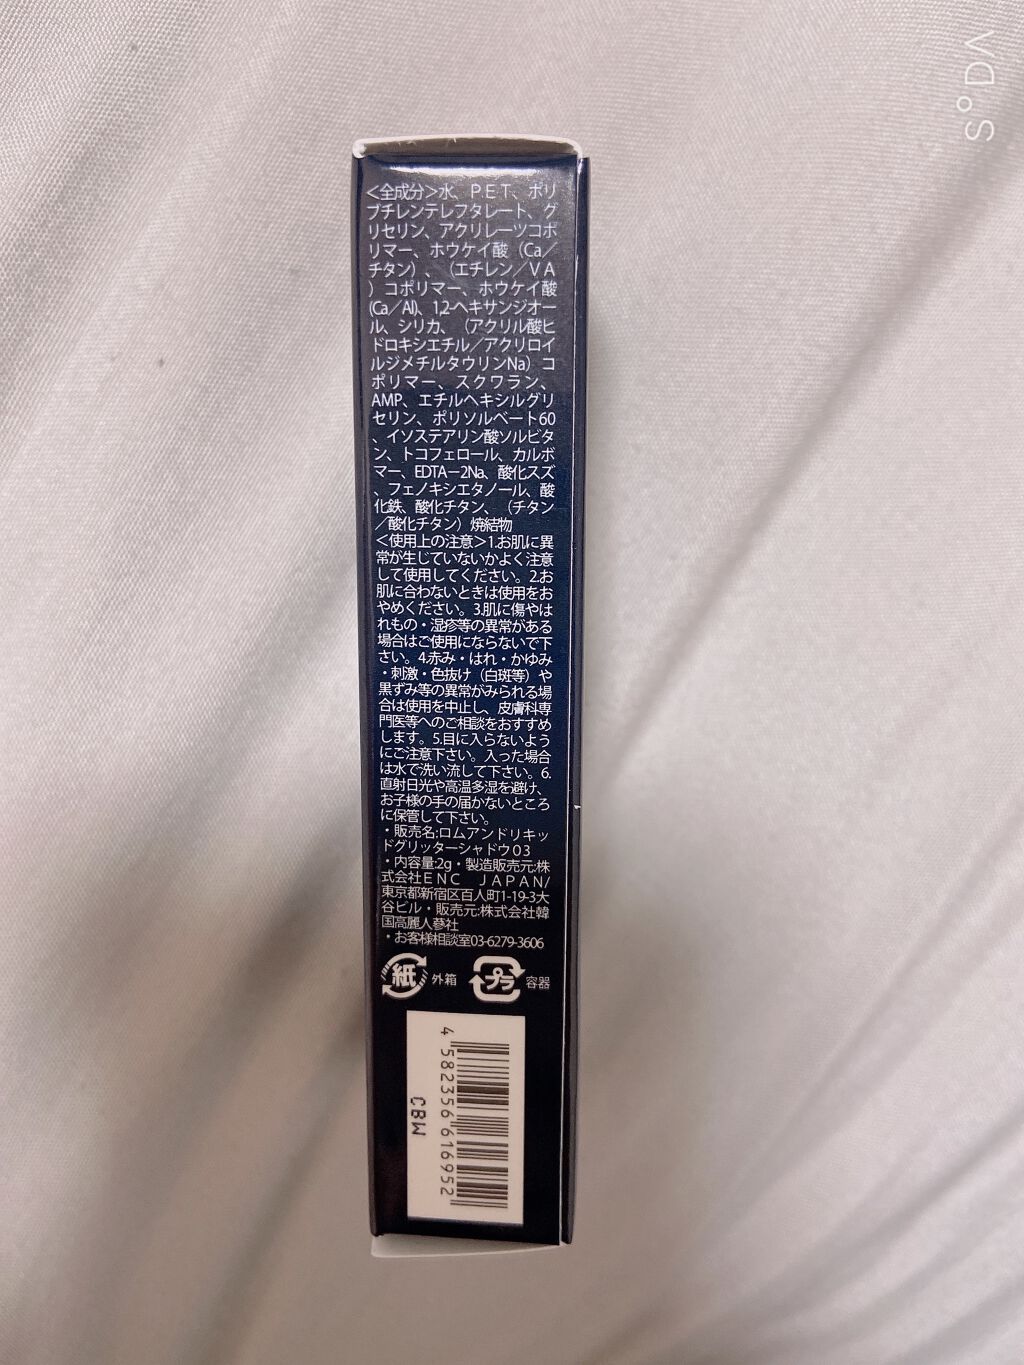 S°DA
<全成分>水、PET、ポリ
ブチレンテレフタレート、グ
リセリン、アクリレーツコポ
リマー、ホウケイ酸（Ca／
チタン）、（エチレン／VA
）コポリマー、ホウケイ酸
(Ca／Al)、1,2-ヘキサンジオー
ル、シリカ、（アクリル酸ヒ
ドロキシエチル／アクリロイ
ルジメチルタウリンNa）コ
ポリマー、スクワラン、
AMP、エチルヘキシルグリ
セリン、ポリソルベート60
、イソステアリン酸ソルビタ
ン、トコフェロール、カルボ
マー、EDTA－2Na、酸化スズ
、フェノキシエタノール、酸
化鉄、酸化チタン、（チタン
／酸化チタン）焼結物
<使用上の注意>1.お肌に異
常が生じていないかよく注意
して使用してください。2.お
肌に合わないときは使用をお
やめください。3.肌に傷やは
れもの・湿疹等の異常がある
場合はご使用にならないで下
さい。4.赤み・はれ・かゆみ
・刺激・色抜け（白斑等）や
黒ずみ等の異常がみられる場
合は使用を中止し、皮膚科専
門医等へのご相談をおすすめ
します。5.目に入らないよう
にご注意下さい。入った場合
は水で洗い流して下さい。6.
直射日光や高温多湿を避け、
お子様の手の届かないところ
に保管して下さい。
・販売名:ロムアンドリキッ
ドグリッターシャドウ03
・内容量:2g・製造販売元:株
式会社ENC JAPAN/
東京都新宿区百人町1-19-3大
谷ビル・販売元:株式会社韓
国高麗人蔘社
・お客様相談室03-6279-3606
紙 外箱 プラ 容器
4 582356 616952
CBW